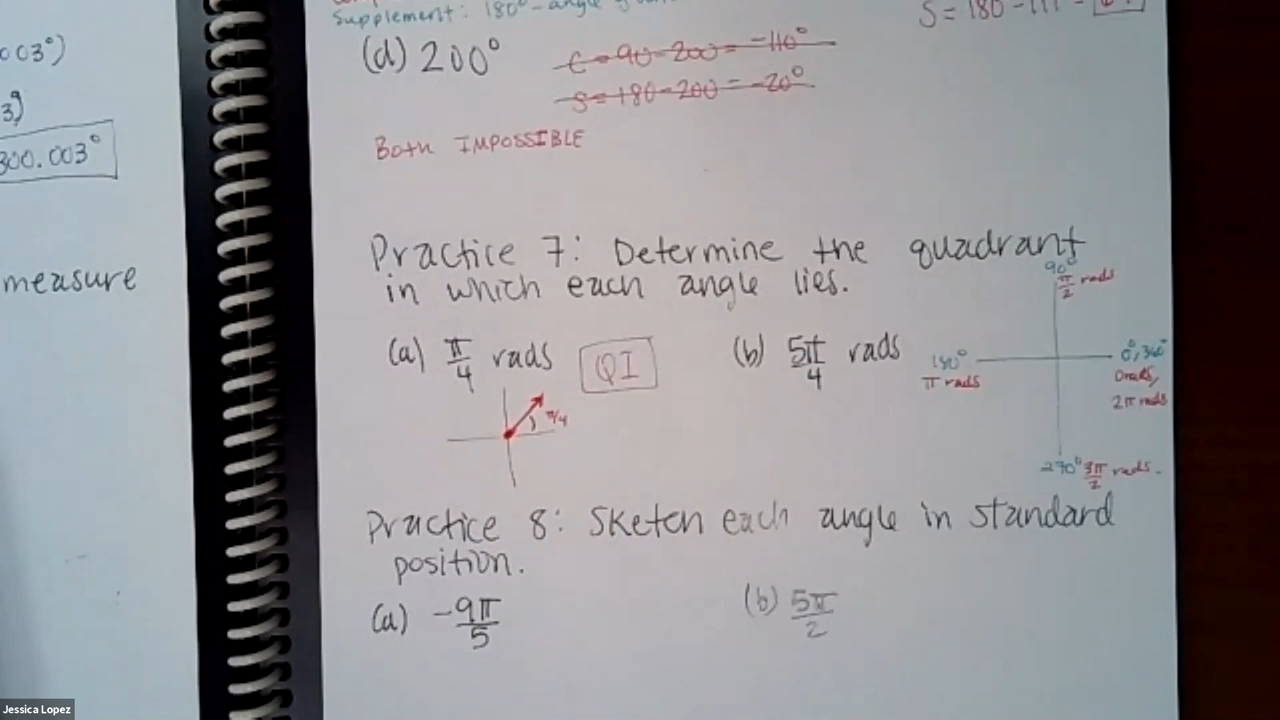 Supplement: 180°-angle given
S = 180 - 111 =
003°)
3)°
300.003°
measure
(d) 200°
C = 90-200 = -110°
S = 180-200 = -20°
Both IMPOSSIBLE
Practice 7: Determine the quadrant
in which each angle lies.
90°
π/2 rads
180°
π rads
0°, 360°
0 rads,
2π rads
270° 3π/2 rads.
(a) π/4 rads QI
π/4
(b) 5π/4 rads
Practice 8: Sketch each angle in standard
position.
(a) -9π/5
(b) 5π/2
Jessica Lopez